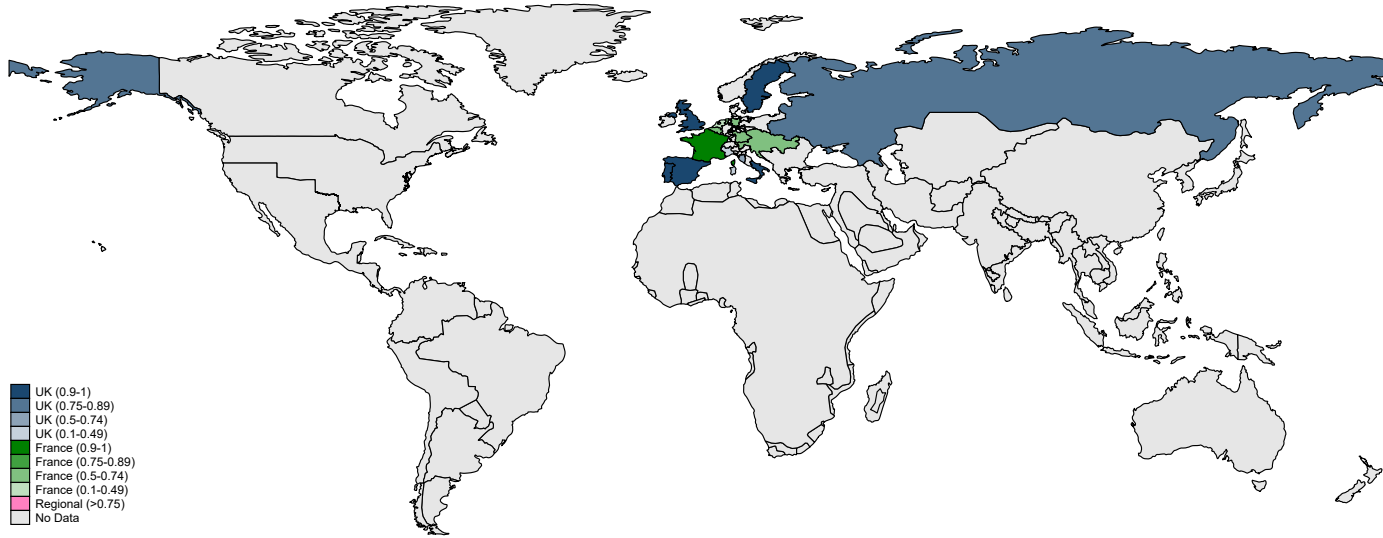 UK (0.9-1)
UK (0.75-0.89)
UK (0.5-0.74)
UK (0.1-0.49)
France (0.9-1)
France (0.75-0.89)
France (0.5-0.74)
France (0.1-0.49)
Regional (>0.75)
No Data